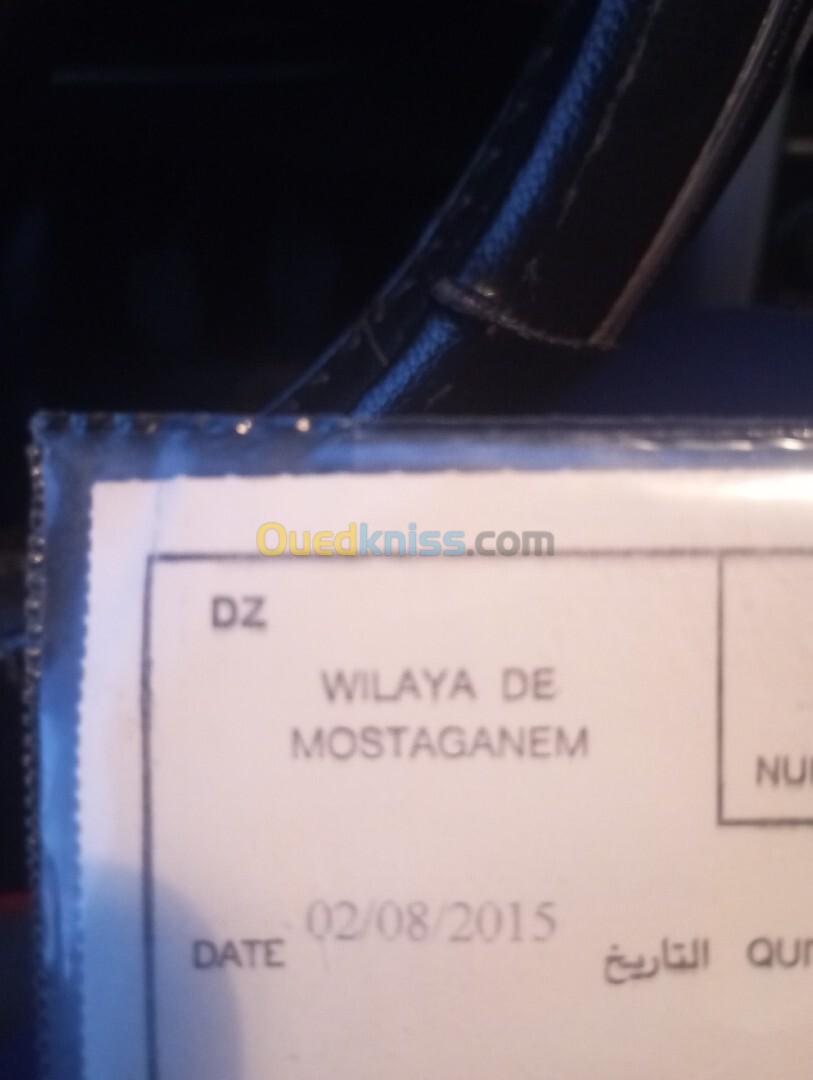 Ouedkniss.com
DZ
WILAYA DE
MOSTAGANEM
02/08/2015
DATE التاريخ